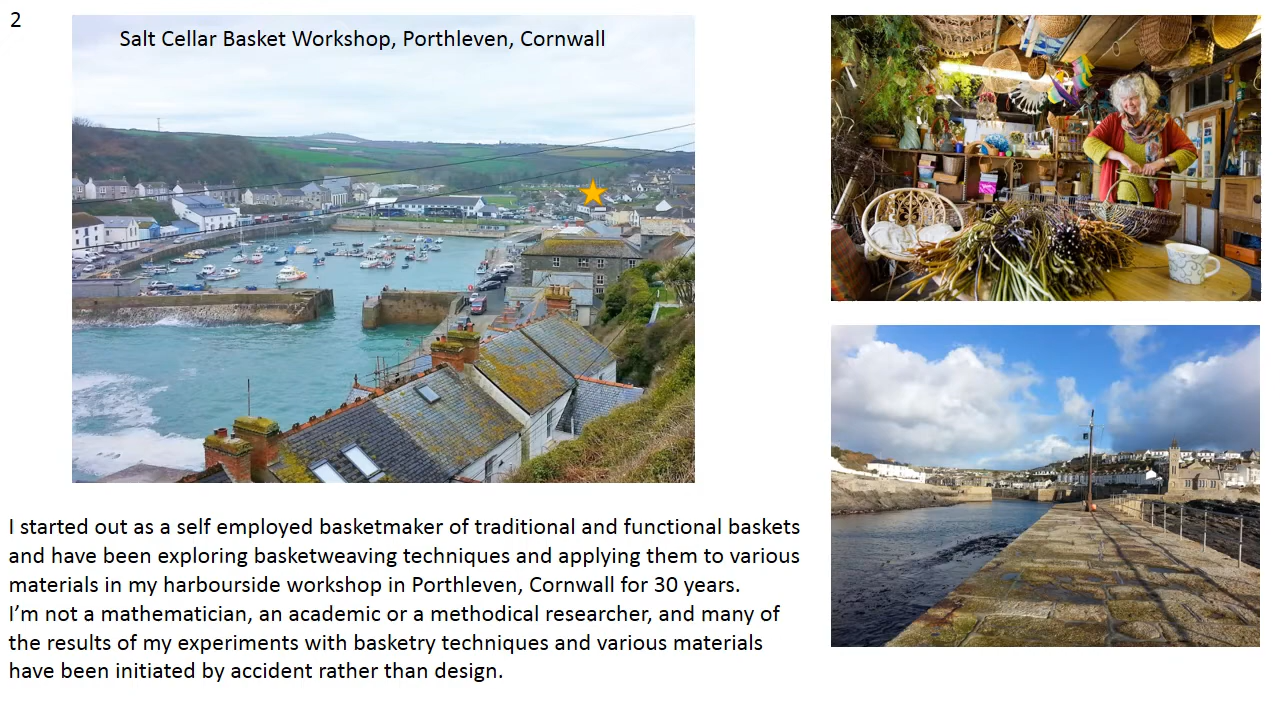 2
Salt Cellar Basket Workshop, Porthleven, Cornwall
I started out as a self employed basketmaker of traditional and functional baskets
and have been exploring basketweaving techniques and applying them to various
materials in my harbourside workshop in Porthleven, Cornwall for 30 years.
I’m not a mathematician, an academic or a methodical researcher, and many of
the results of my experiments with basketry techniques and various materials
have been initiated by accident rather than design.